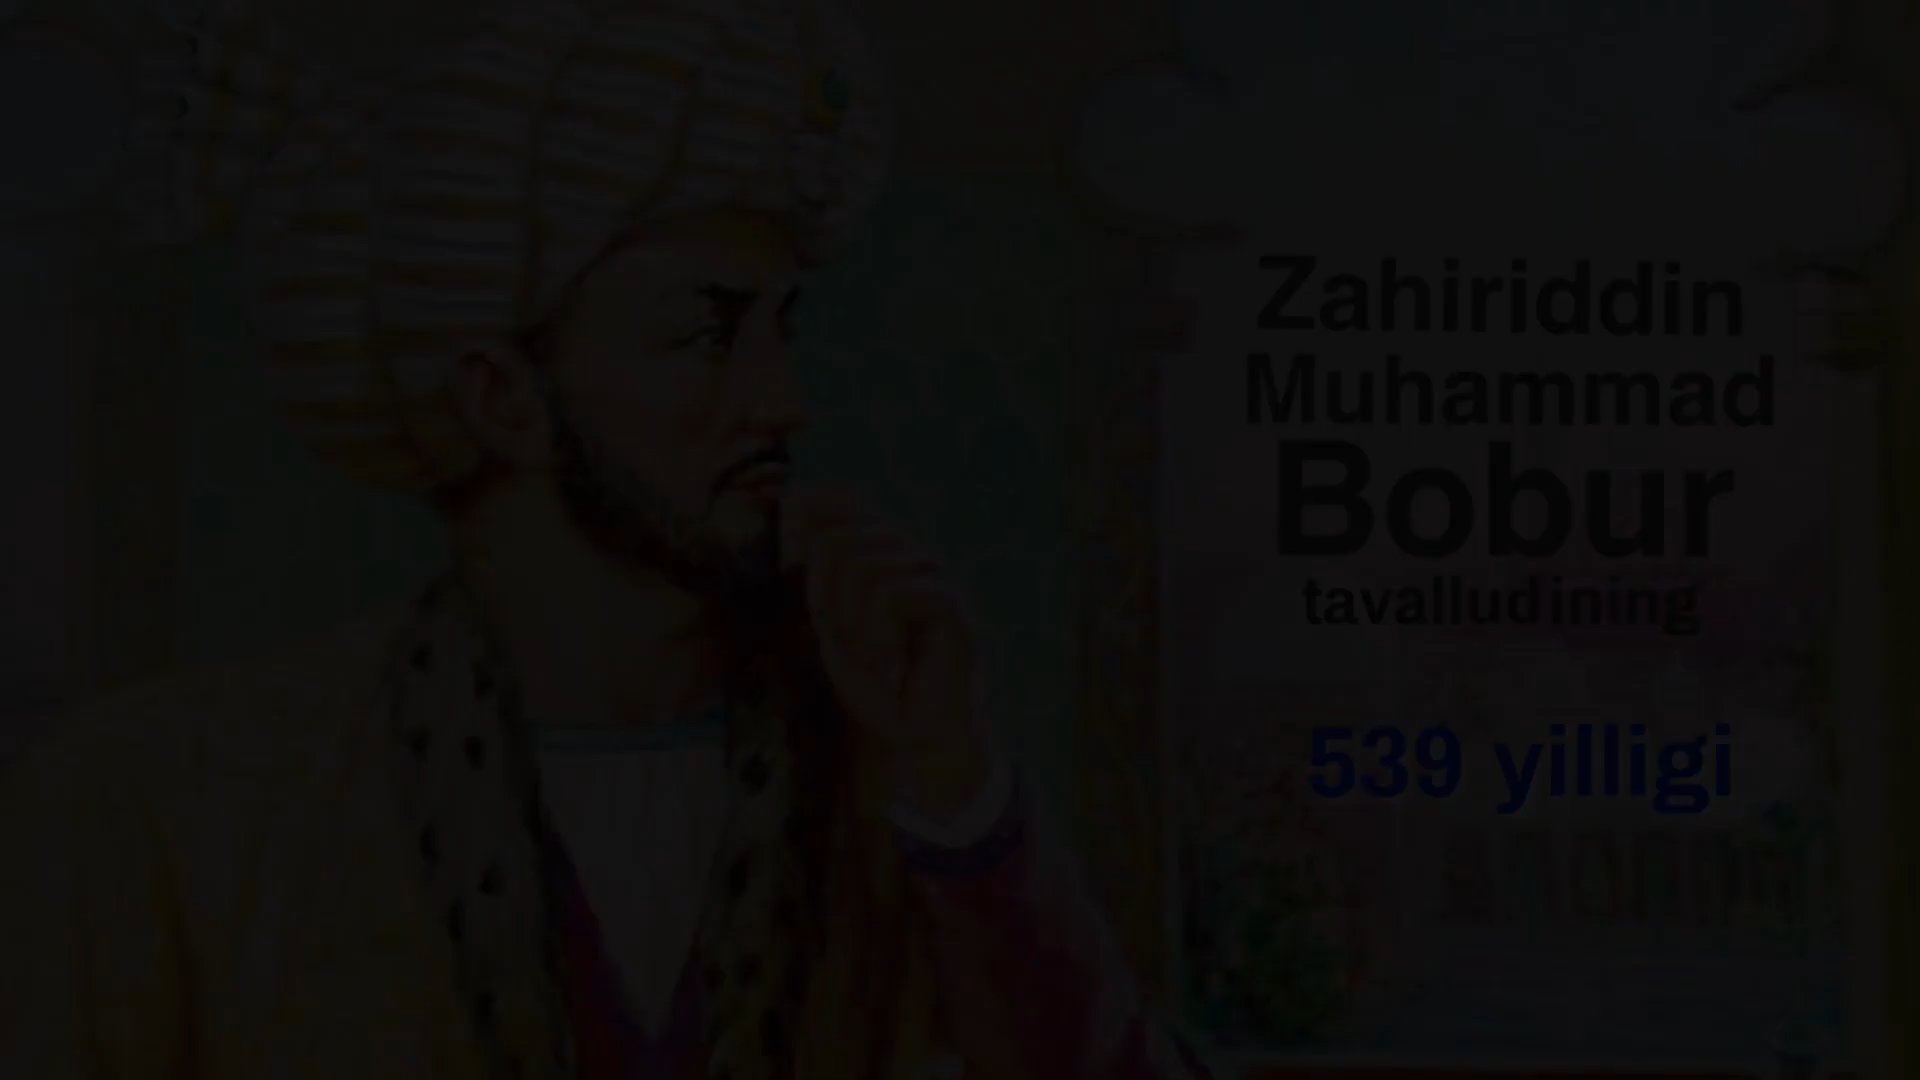 Zahiriddin
Muhammad
Bobur
tavalludining
539 yilligi